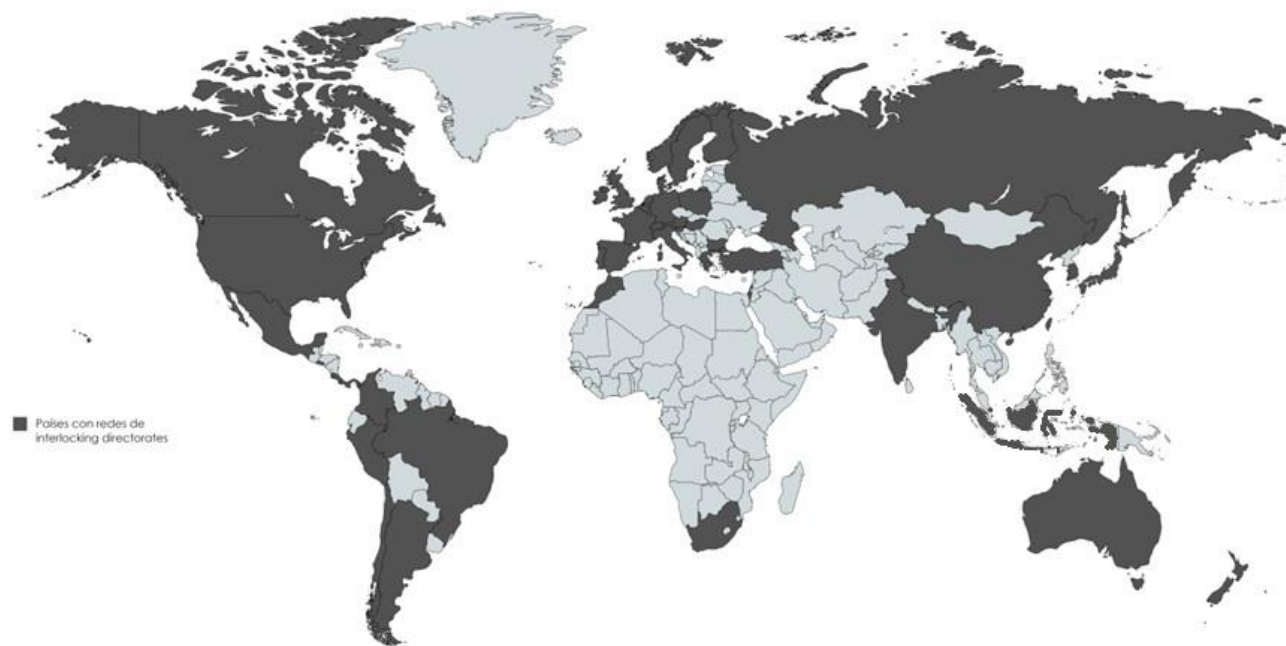 Países con redes de
interlocking directorates